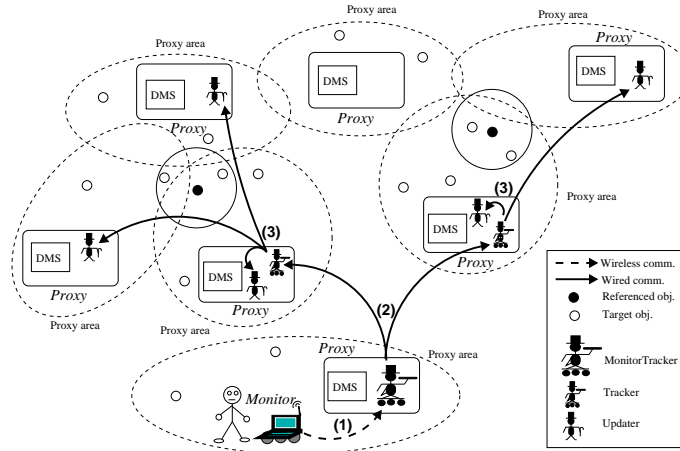 Proxy area
Proxy area
Proxy area
Proxy
DMS
DMS
DMS
Proxy
Proxy
(3)
(3)
Proxy area
DMS
DMS
DMS
Proxy
Proxy
Proxy
Proxy area
Proxy area
(2)
Proxy
Proxy area
DMS
Monitor
(1)
Wireless comm.
Wired comm.
Referenced obj.
Target obj.
MonitorTracker
Tracker
Updater